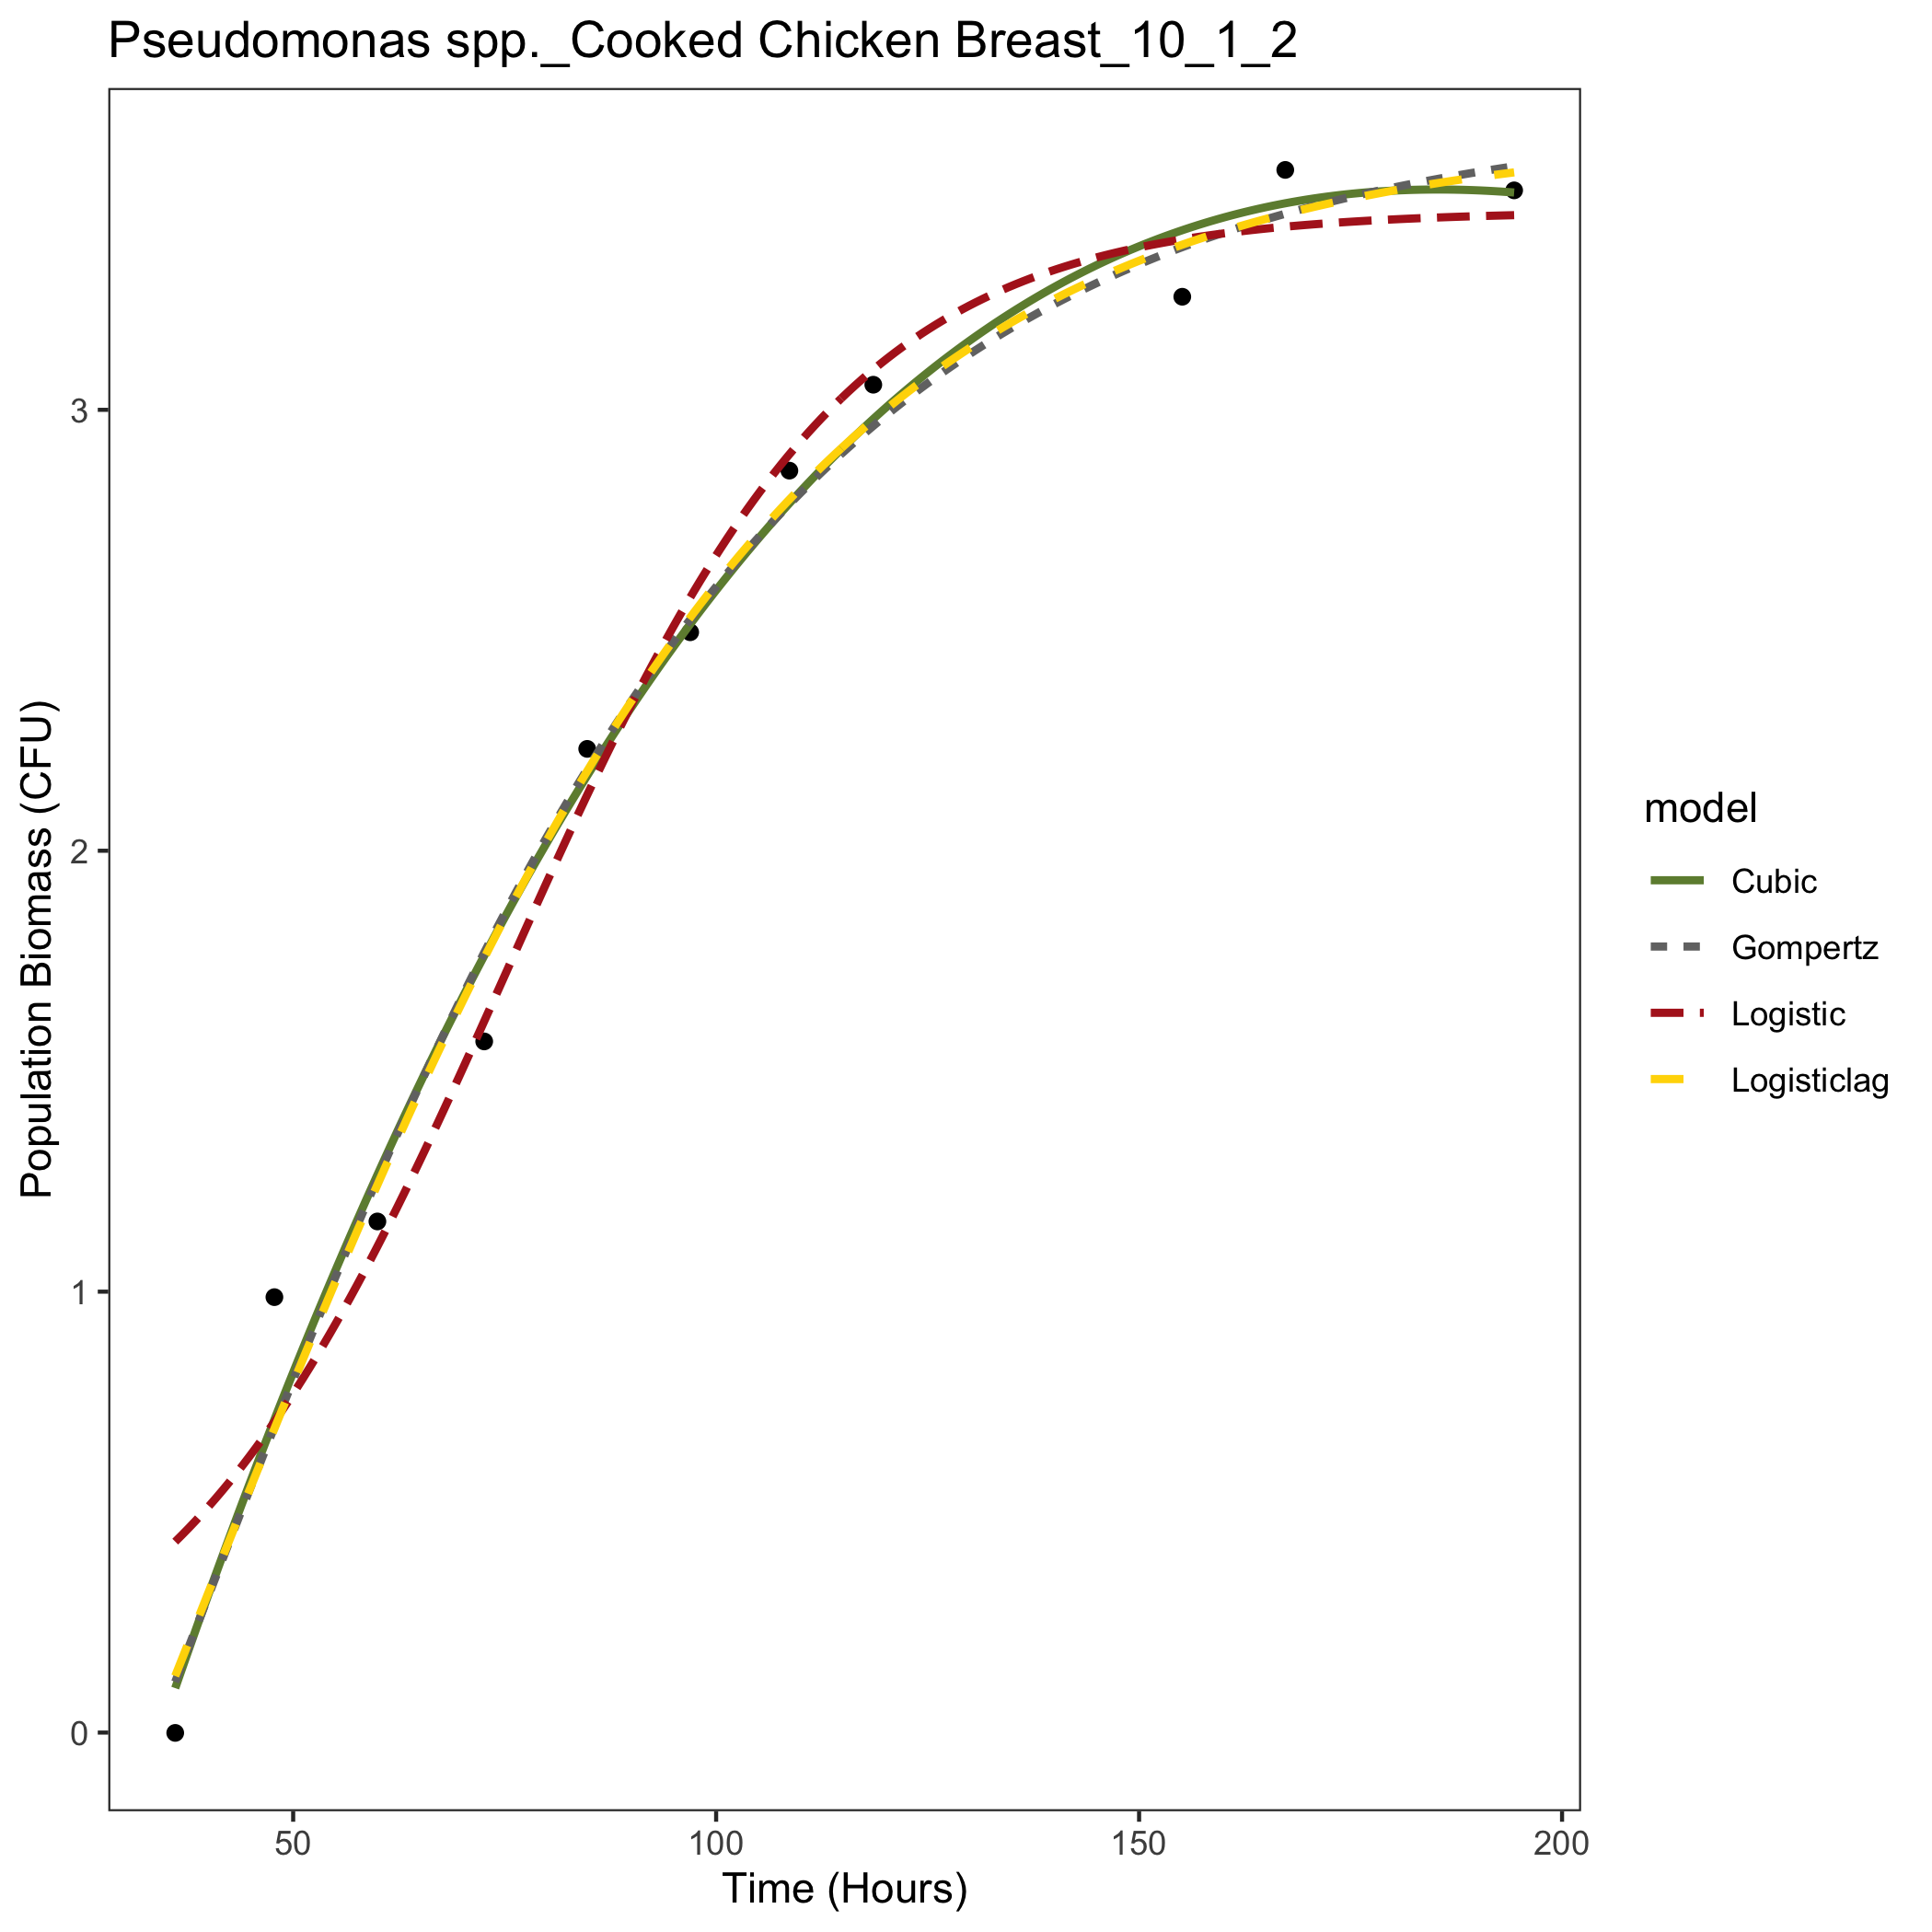 Pseudomonas spp._Cooked Chicken Breast_10_1_2
Population Biomass (CFU)
3
2
1
0
50 100 150 200
Time (Hours)
model
Cubic
Gompertz
Logistic
Logisticlag